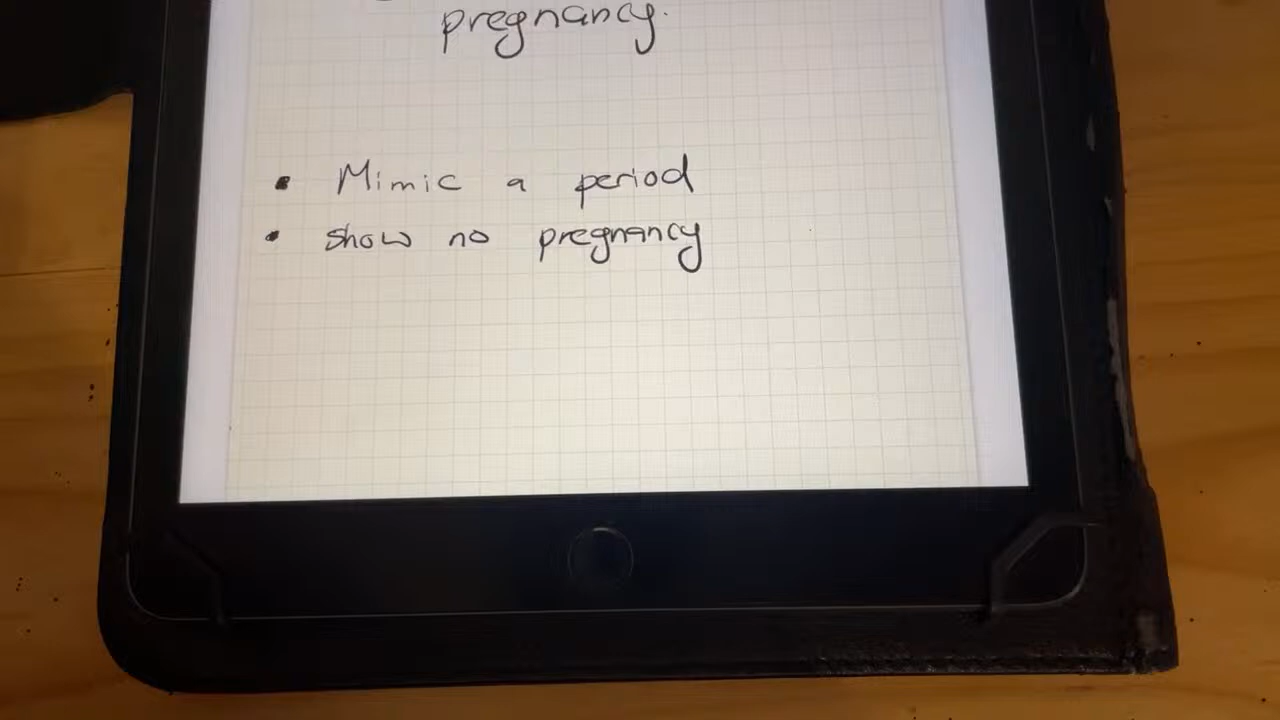 pregnancy.
• Mimic a period
• show no pregnancy